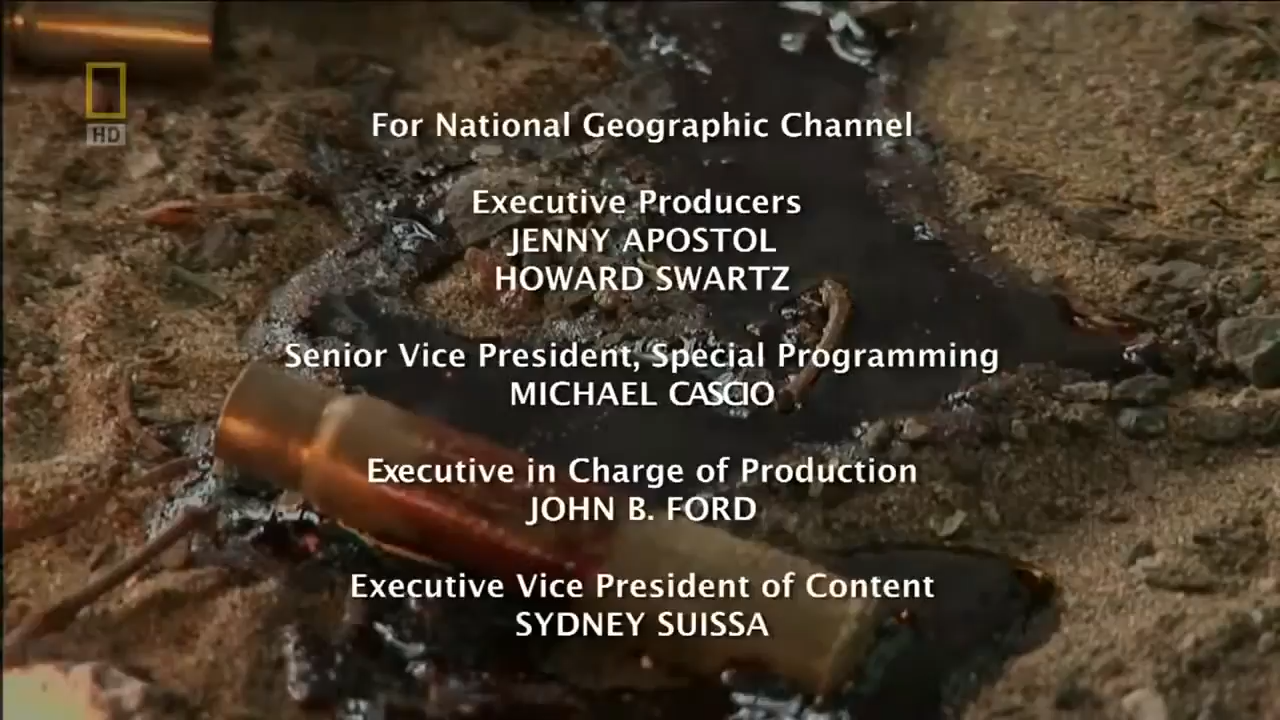 HD
For National Geographic Channel
Executive Producers
JENNY APOSTOL
HOWARD SWARTZ
Senior Vice President, Special Programming
MICHAEL CASCIO
Executive in Charge of Production
JOHN B. FORD
Executive Vice President of Content
SYDNEY SUISSA